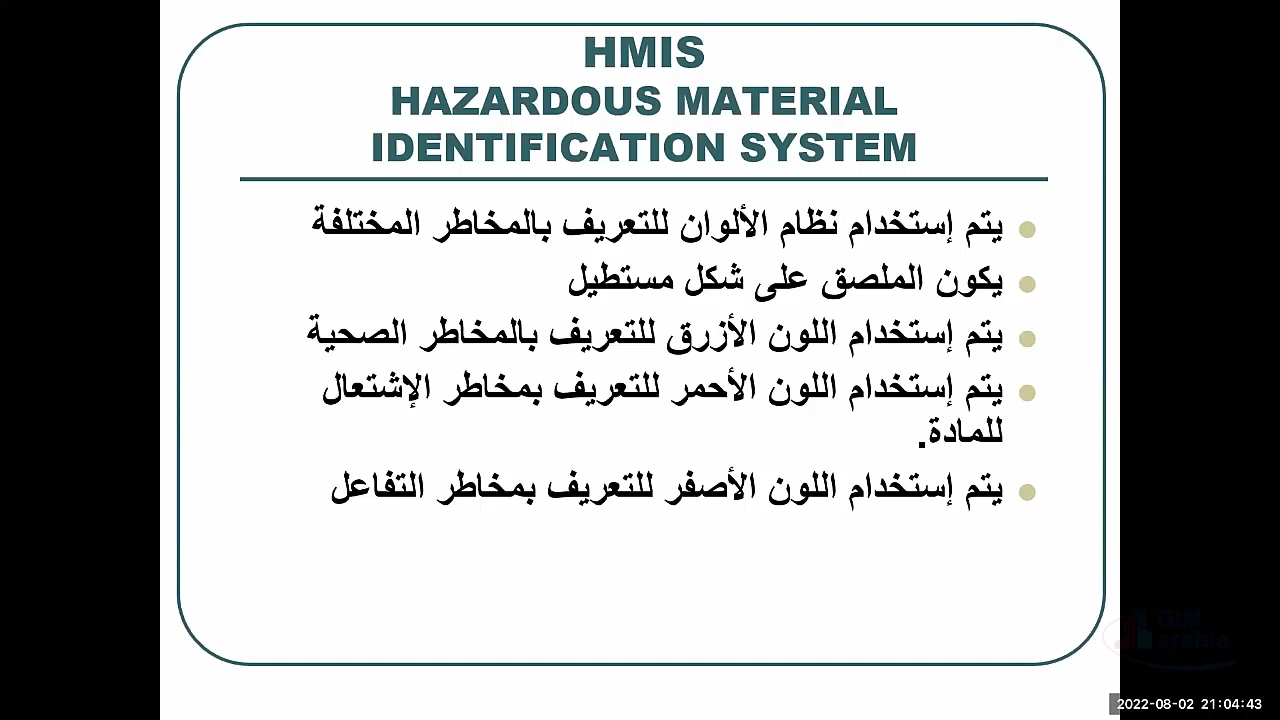 HMIS
HAZARDOUS MATERIAL
IDENTIFICATION SYSTEM
يتم إستخدام نظام الألوان للتعريف بالمخاطر المختلفة
يكون الملصق على شكل مستطيل
يتم إستخدام اللون الأزرق للتعريف بالمخاطر الصحية
يتم إستخدام اللون الأحمر للتعريف بمخاطر الإشتعال
للمادة.
يتم إستخدام اللون الأصفر للتعريف بمخاطر التفاعل
BIM
arabia
2022-08-02 21:04:43